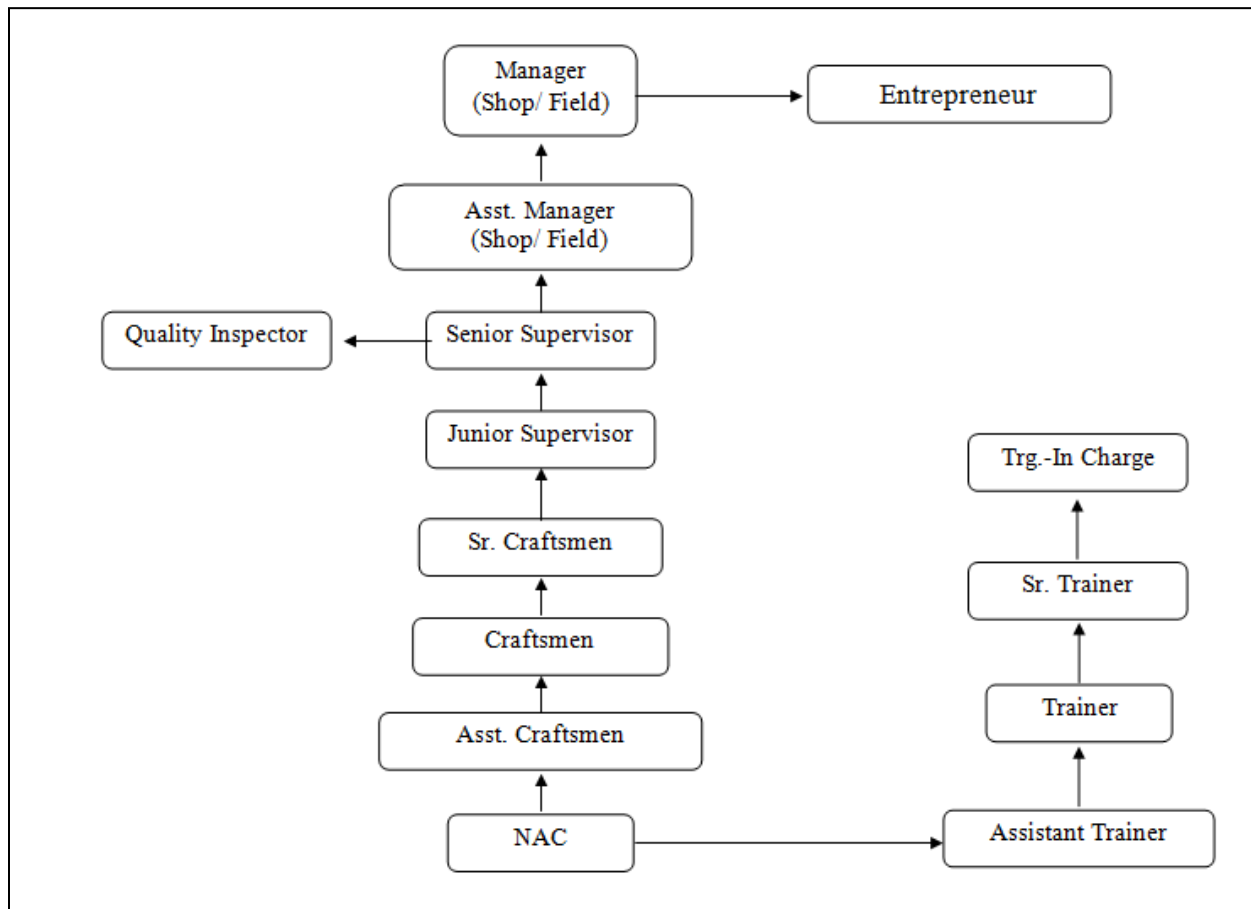 Manager
(Shop/ Field)
Entrepreneur
Asst. Manager
(Shop/ Field)
Quality Inspector
Senior Supervisor
Junior Supervisor
Trg.-In Charge
Sr. Craftsmen
Sr. Trainer
Craftsmen
Trainer
Asst. Craftsmen
NAC
Assistant Trainer